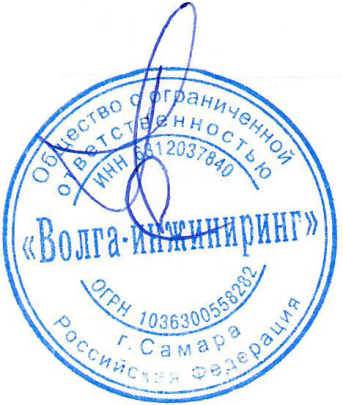 Общество с ограниченной
ответственностью
ИНН 6312037840
«Волга-инжиниринг»
ОГРН 1036300558282
г. Самара
Российская Федерация